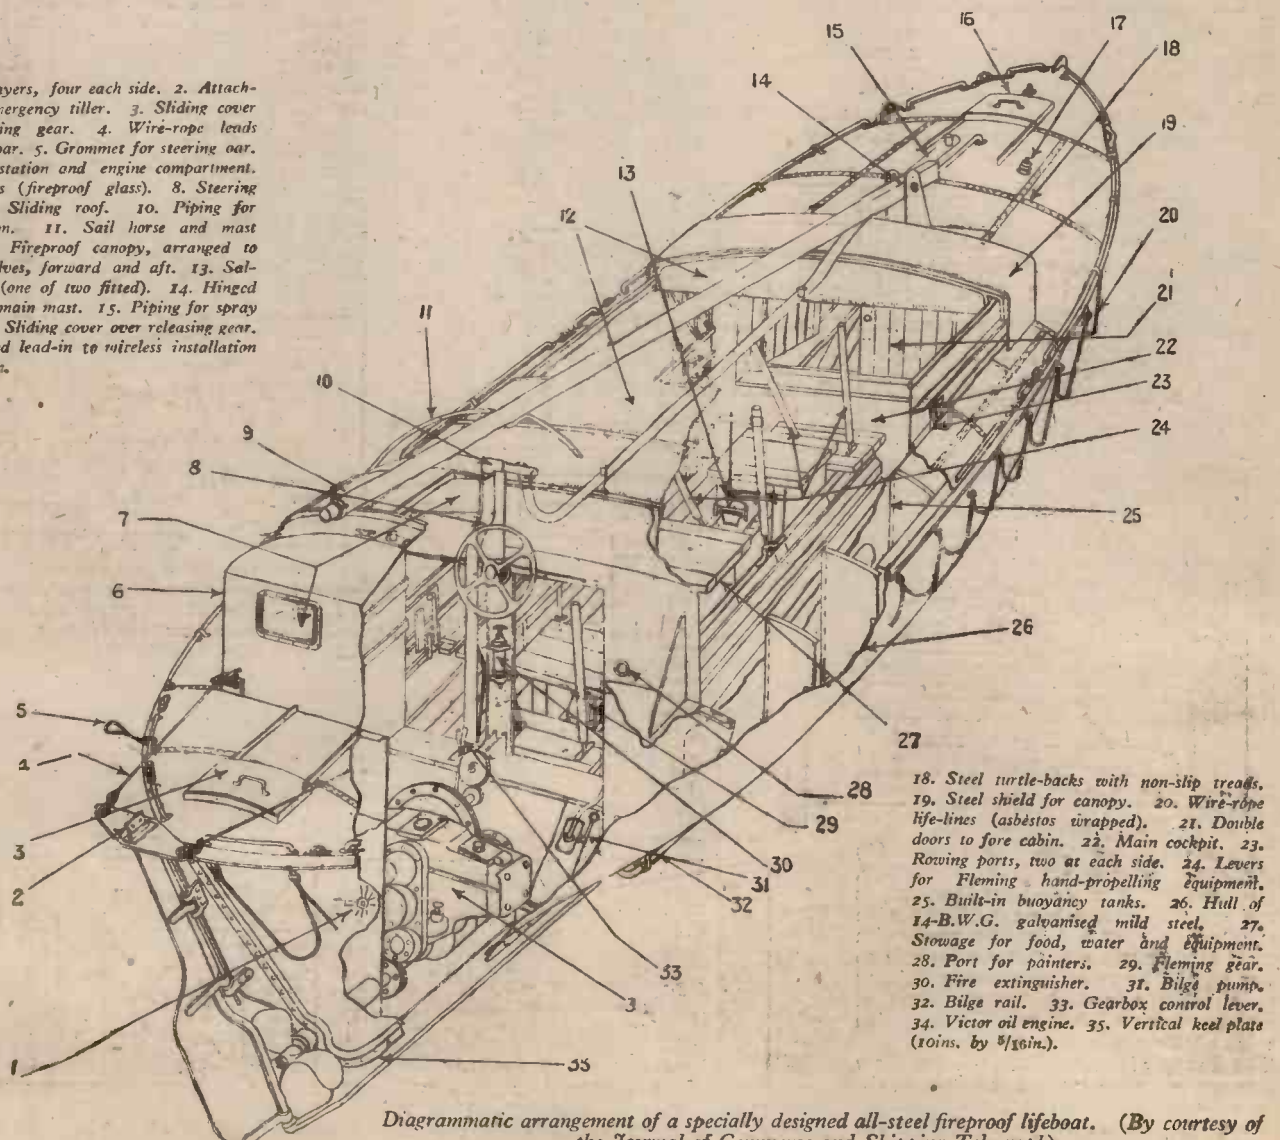 yers, four each side. 2. Attach-
ergency tiller. 3. Sliding cover
ing gear. 4. Wire-rope leads
oar. 5. Grommet for steering oar.
station and engine compartment.
s (fireproof glass). 8. Steering
Sliding roof. 10. Piping for
n. 11. Sail horse and mast
Fireproof canopy, arranged to
lves, forward and aft. 13. Sal-
(one of two fitted). 14. Hinged
main mast. 15. Piping for spray
Sliding cover over releasing gear.
d lead-in to wireless installation
16
17
15
18
14
19
13
12
20
21
11
22
10
23
9
24
8
7
25
6
26
5
27
28
3
29
2
30
31
32
33
3
1
35
18. Steel turtle-backs with non-slip treads.
19. Steel shield for canopy. 20. Wire-rope
life-lines (asbestos wrapped). 21. Double
doors to fore cabin. 22. Main cockpit. 23.
Rowing ports, two at each side. 24. Levers
for Fleming hand-propelling equipment.
25. Built-in buoyancy tanks. 26. Hull of
14-B.W.G. galvanised mild steel. 27.
Stowage for food, water and equipment.
28. Port for painters. 29. Fleming gear.
30. Fire extinguisher. 31. Bilge pump.
32. Bilge rail. 33. Gearbox control lever.
34. Victor oil engine. 35. Vertical keel plate
(10ins. by 5/16in.).
Diagrammatic arrangement of a specially designed all-steel fireproof lifeboat. (By courtesy of